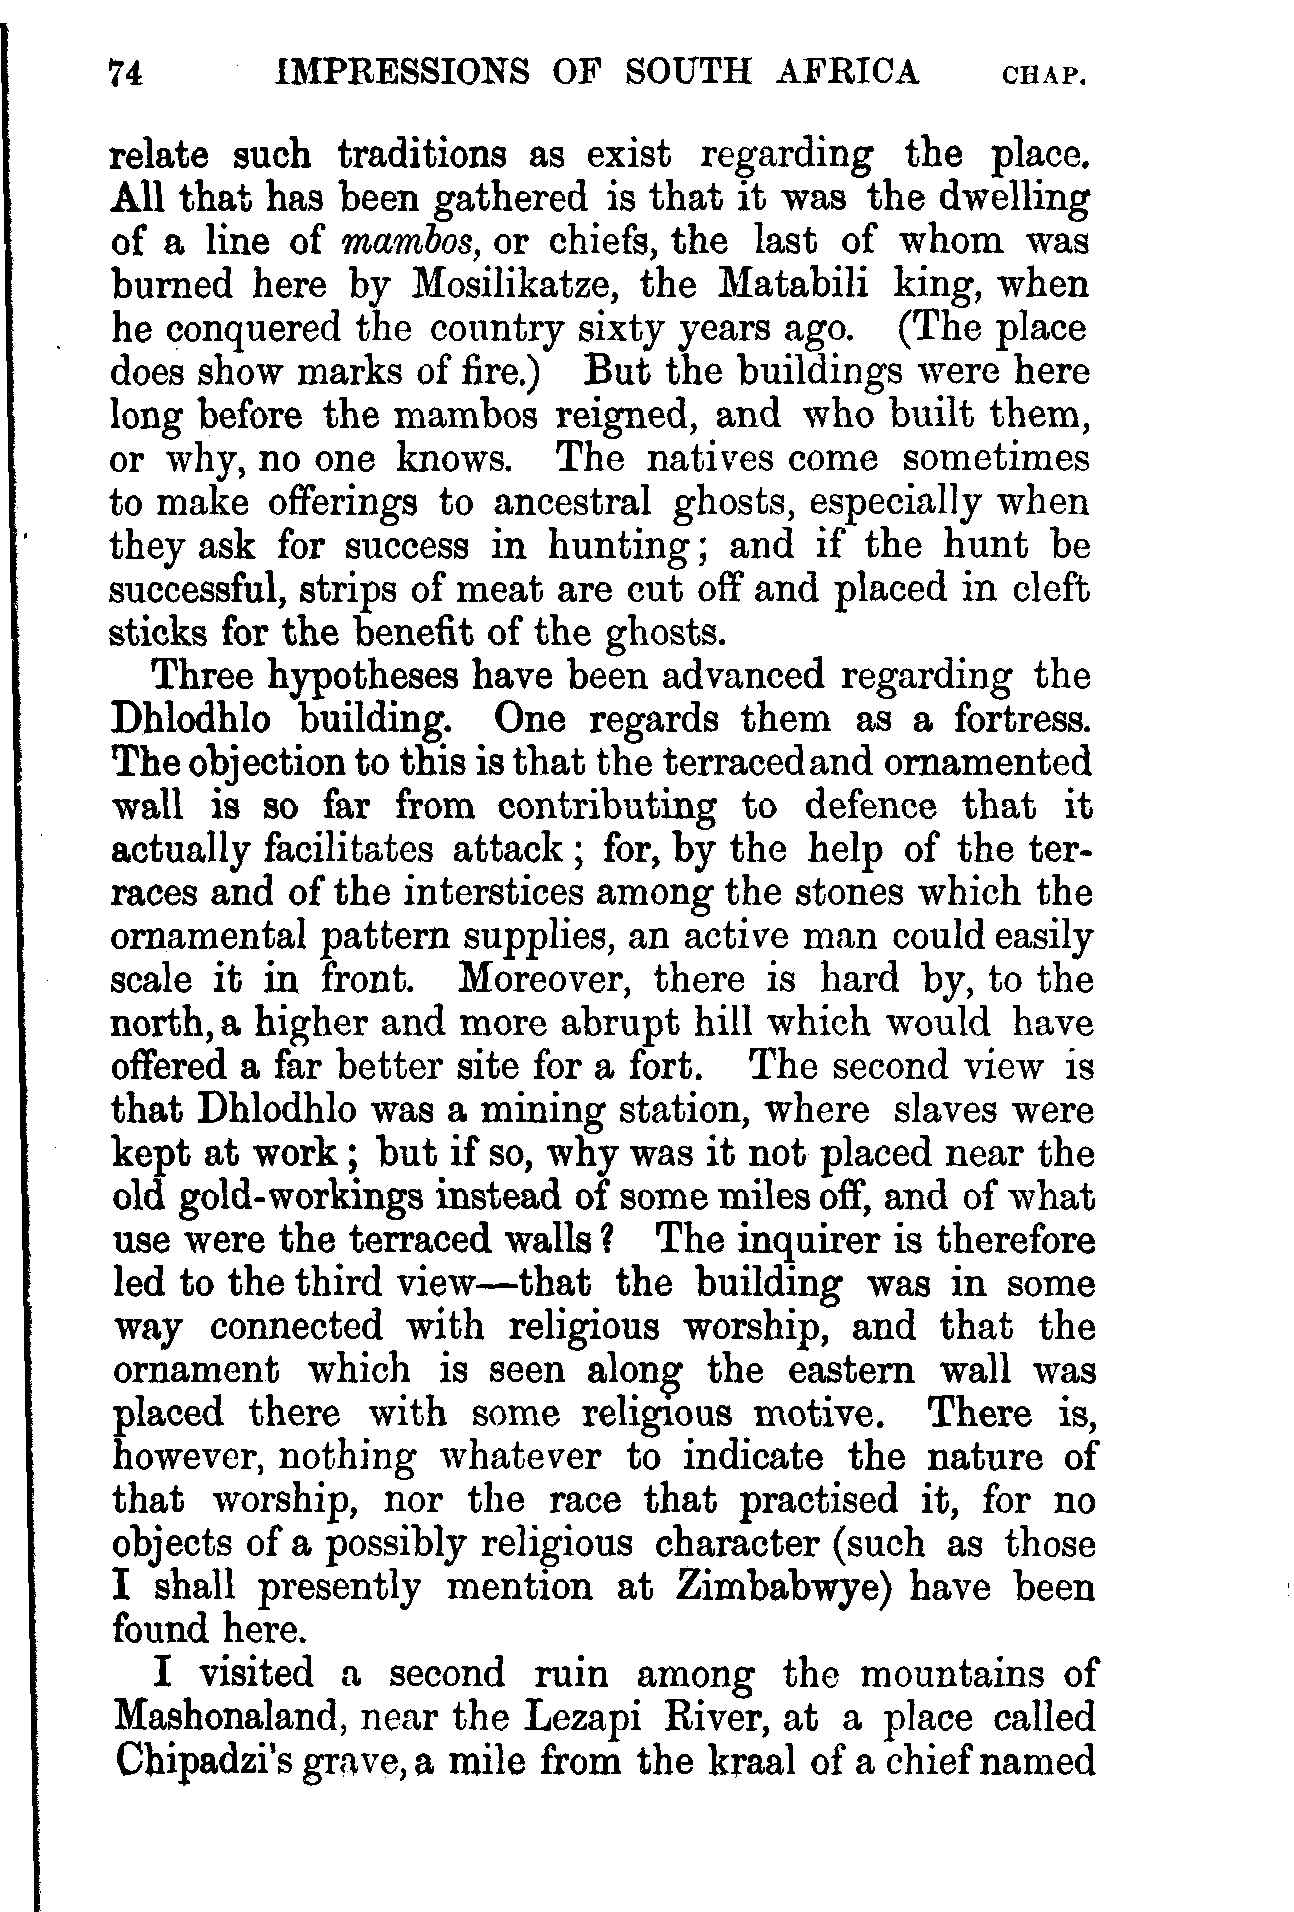 74 IMPRESSIONS OF SOUTH AFRICA CHAP.
relate such traditions as exist regarding the place.
All that has been gathered is that it was the dwelling
of a line of mambos, or chiefs, the last of whom was
burned here by Mosilikatze, the Matabili king, when
he conquered the country sixty years ago. (The place
does show marks of fire.) But the buildings were here
long before the mambos reigned, and who built them,
or why, no one knows. The natives come sometimes
to make offerings to ancestral ghosts, especially when
they ask for success in hunting; and if the hunt be
successful, strips of meat are cut off and placed in cleft
sticks for the benefit of the ghosts.
Three hypotheses have been advanced regarding the
Dhlodhlo building. One regards them as a fortress.
The objection to this is that the terraced and ornamented
wall is so far from contributing to defence that it
actually facilitates attack; for, by the help of the ter-
races and of the interstices among the stones which the
ornamental pattern supplies, an active man could easily
scale it in front. Moreover, there is hard by, to the
north, a higher and more abrupt hill which would have
offered a far better site for a fort. The second view is
that Dhlodhlo was a mining station, where slaves were
kept at work; but if so, why was it not placed near the
old gold-workings instead of some miles off, and of what
use were the terraced walls? The inquirer is therefore
led to the third view—that the building was in some
way connected with religious worship, and that the
ornament which is seen along the eastern wall was
placed there with some religious motive. There is,
however, nothing whatever to indicate the nature of
that worship, nor the race that practised it, for no
objects of a possibly religious character (such as those
I shall presently mention at Zimbabwye) have been
found here.
I visited a second ruin among the mountains of
Mashonaland, near the Lezapi River, at a place called
Chipadzi's grave, a mile from the kraal of a chief named